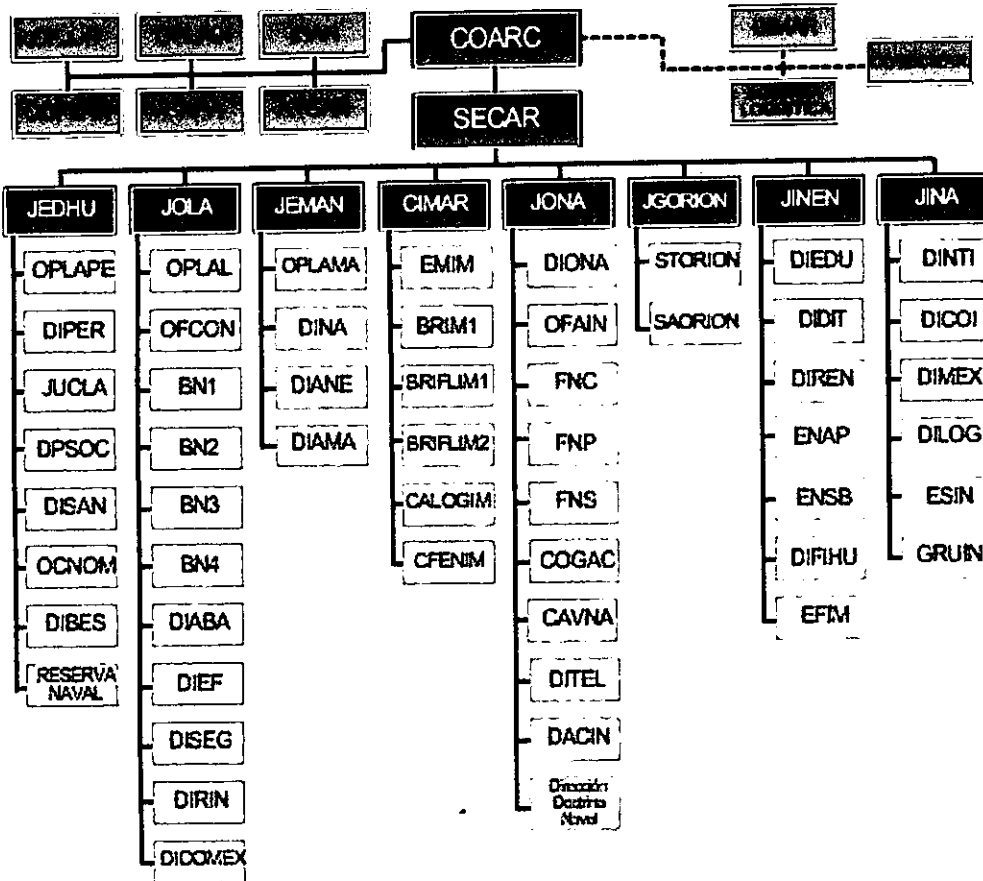 COARC
SECAR
JEDHU
JOLA
JEMAN
CIMAR
JONA
JGORION
JINEN
JINA
OPLAPE
DIPER
JUCLA
DPSOC
DISAN
OCNOM
DIBES
RESERVA
NAVAL
OPLAL
OFCON
BN1
BN2
BN3
BN4
DIABA
DIEF
DISEG
DIRIN
DICOMEX
OPLAMA
DINA
DIANE
DIAMA
EMIM
BRIM1
BRIFLIM1
BRIFLIM2
CALOGIM
CFENIM
DIONA
OFAIN
FNC
FNP
FNS
COGAC
CAVNA
DITEL
DACIN
Dirección
Doctrina
Naval
STORION
SAORION
DIEDU
DIDIT
DIREN
ENAP
ENSB
DIFIHU
EFIM
DINTI
DICOI
DIMEX
DILOG
ESIN
GRUIN